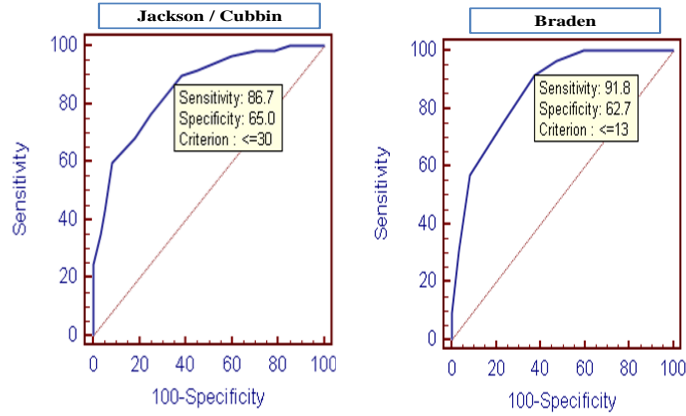 Jackson / Cubbin
100
80
60
40
20
0
Sensitivity
Sensitivity: 86.7
Specificity: 65.0
Criterion : <=30
0 20 40 60 80 100
100-Specificity
Braden
100
80
60
40
20
0
Sensitivity
Sensitivity: 91.8
Specificity: 62.7
Criterion : <=13
0 20 40 60 80 100
100-Specificity